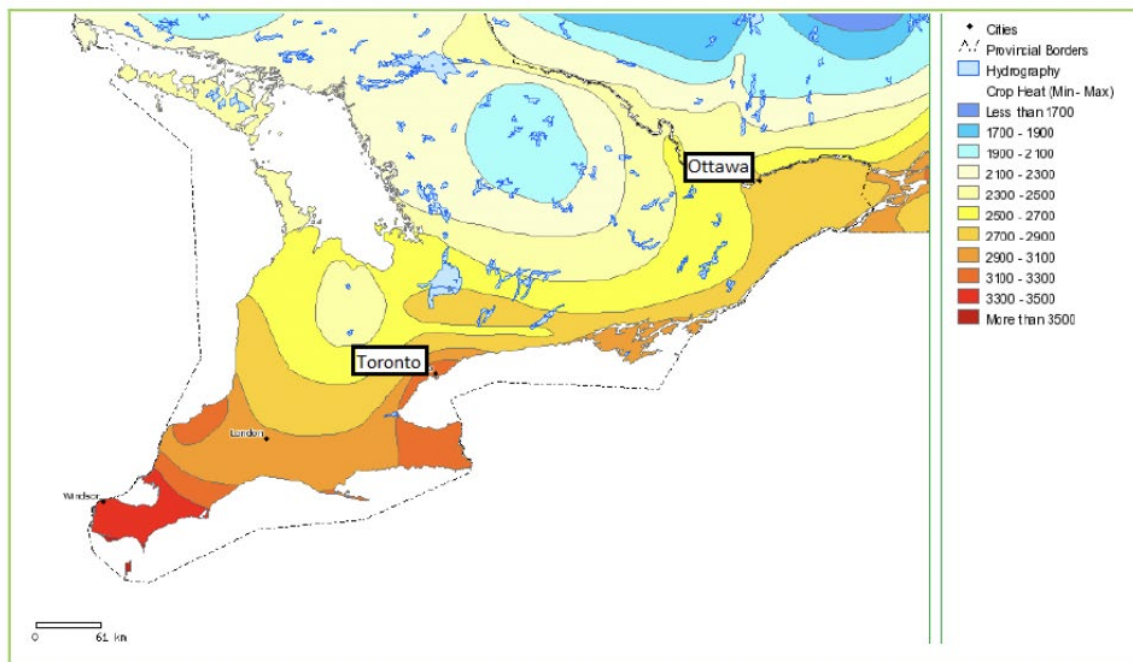 Ottawa
Toronto
London
Windsor
0 61 km
Cities
Provincial Borders
Hydrography
Crop Heat (Min - Max)
Less than 1700
1700 - 1900
1900 - 2100
2100 - 2300
2300 - 2500
2500 - 2700
2700 - 2900
2900 - 3100
3100 - 3300
3300 - 3500
More than 3500